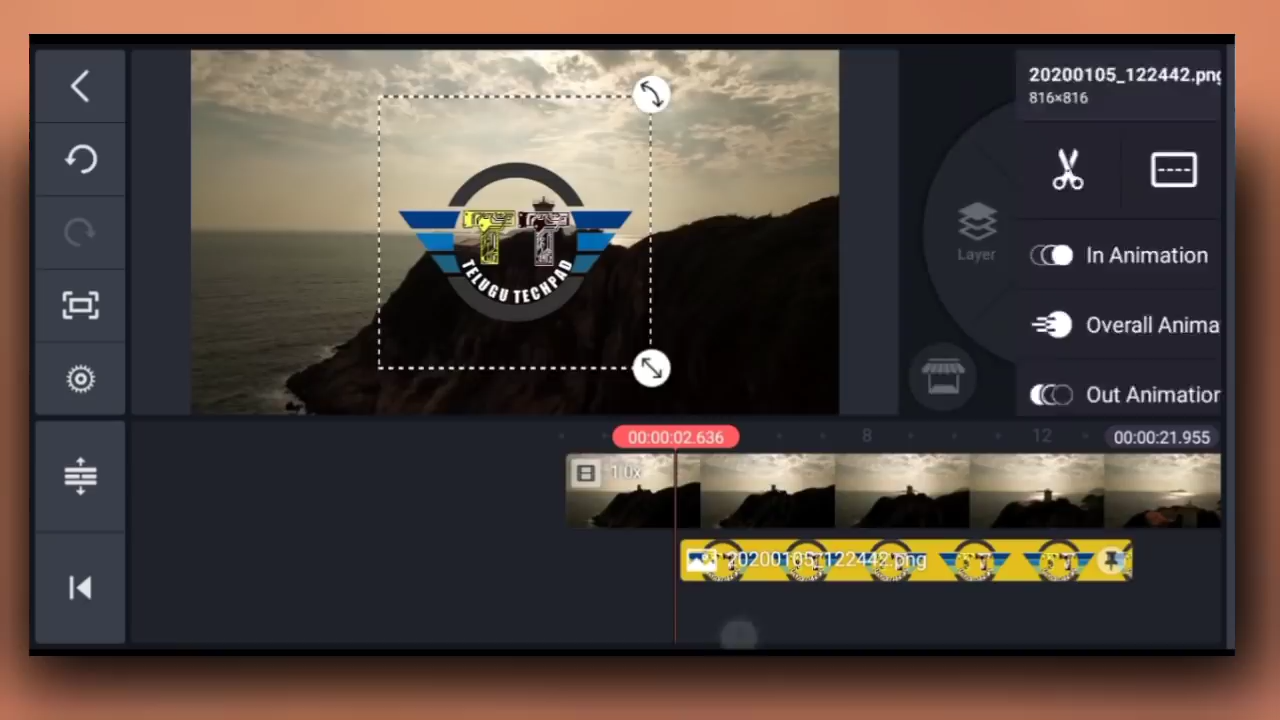 20200105_122442.png
816×816
TT
TELUGU TECHPAD
Layer
In Animation
Overall Anima
Out Animation
00:00:02.636
8
12
00:00:21.955
1.0x
20200105_122442.png